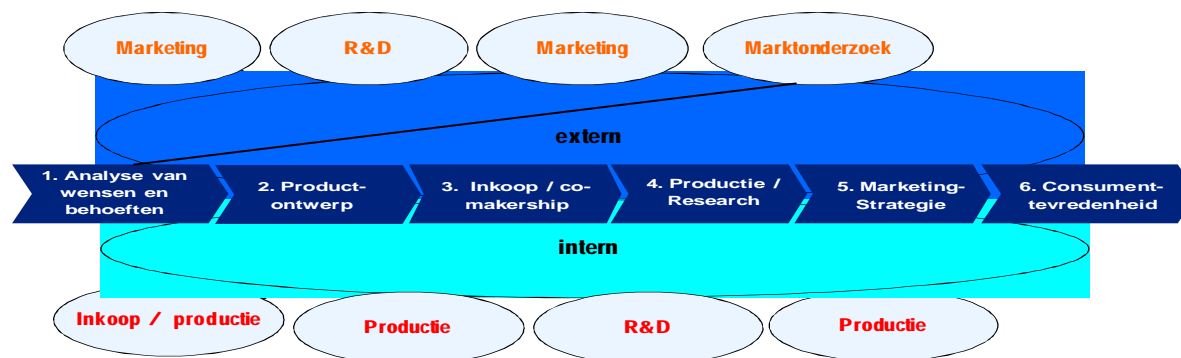 Marketing
R&D
Marketing
Marktonderzoek
extern
1. Analyse van
wensen en
behoeften
2. Product-
ontwerp
3. Inkoop / co-
makership
4. Productie /
Research
5. Marketing-
Strategie
6. Consument-
tevredenheid
intern
Inkoop / productie
Productie
R&D
Productie